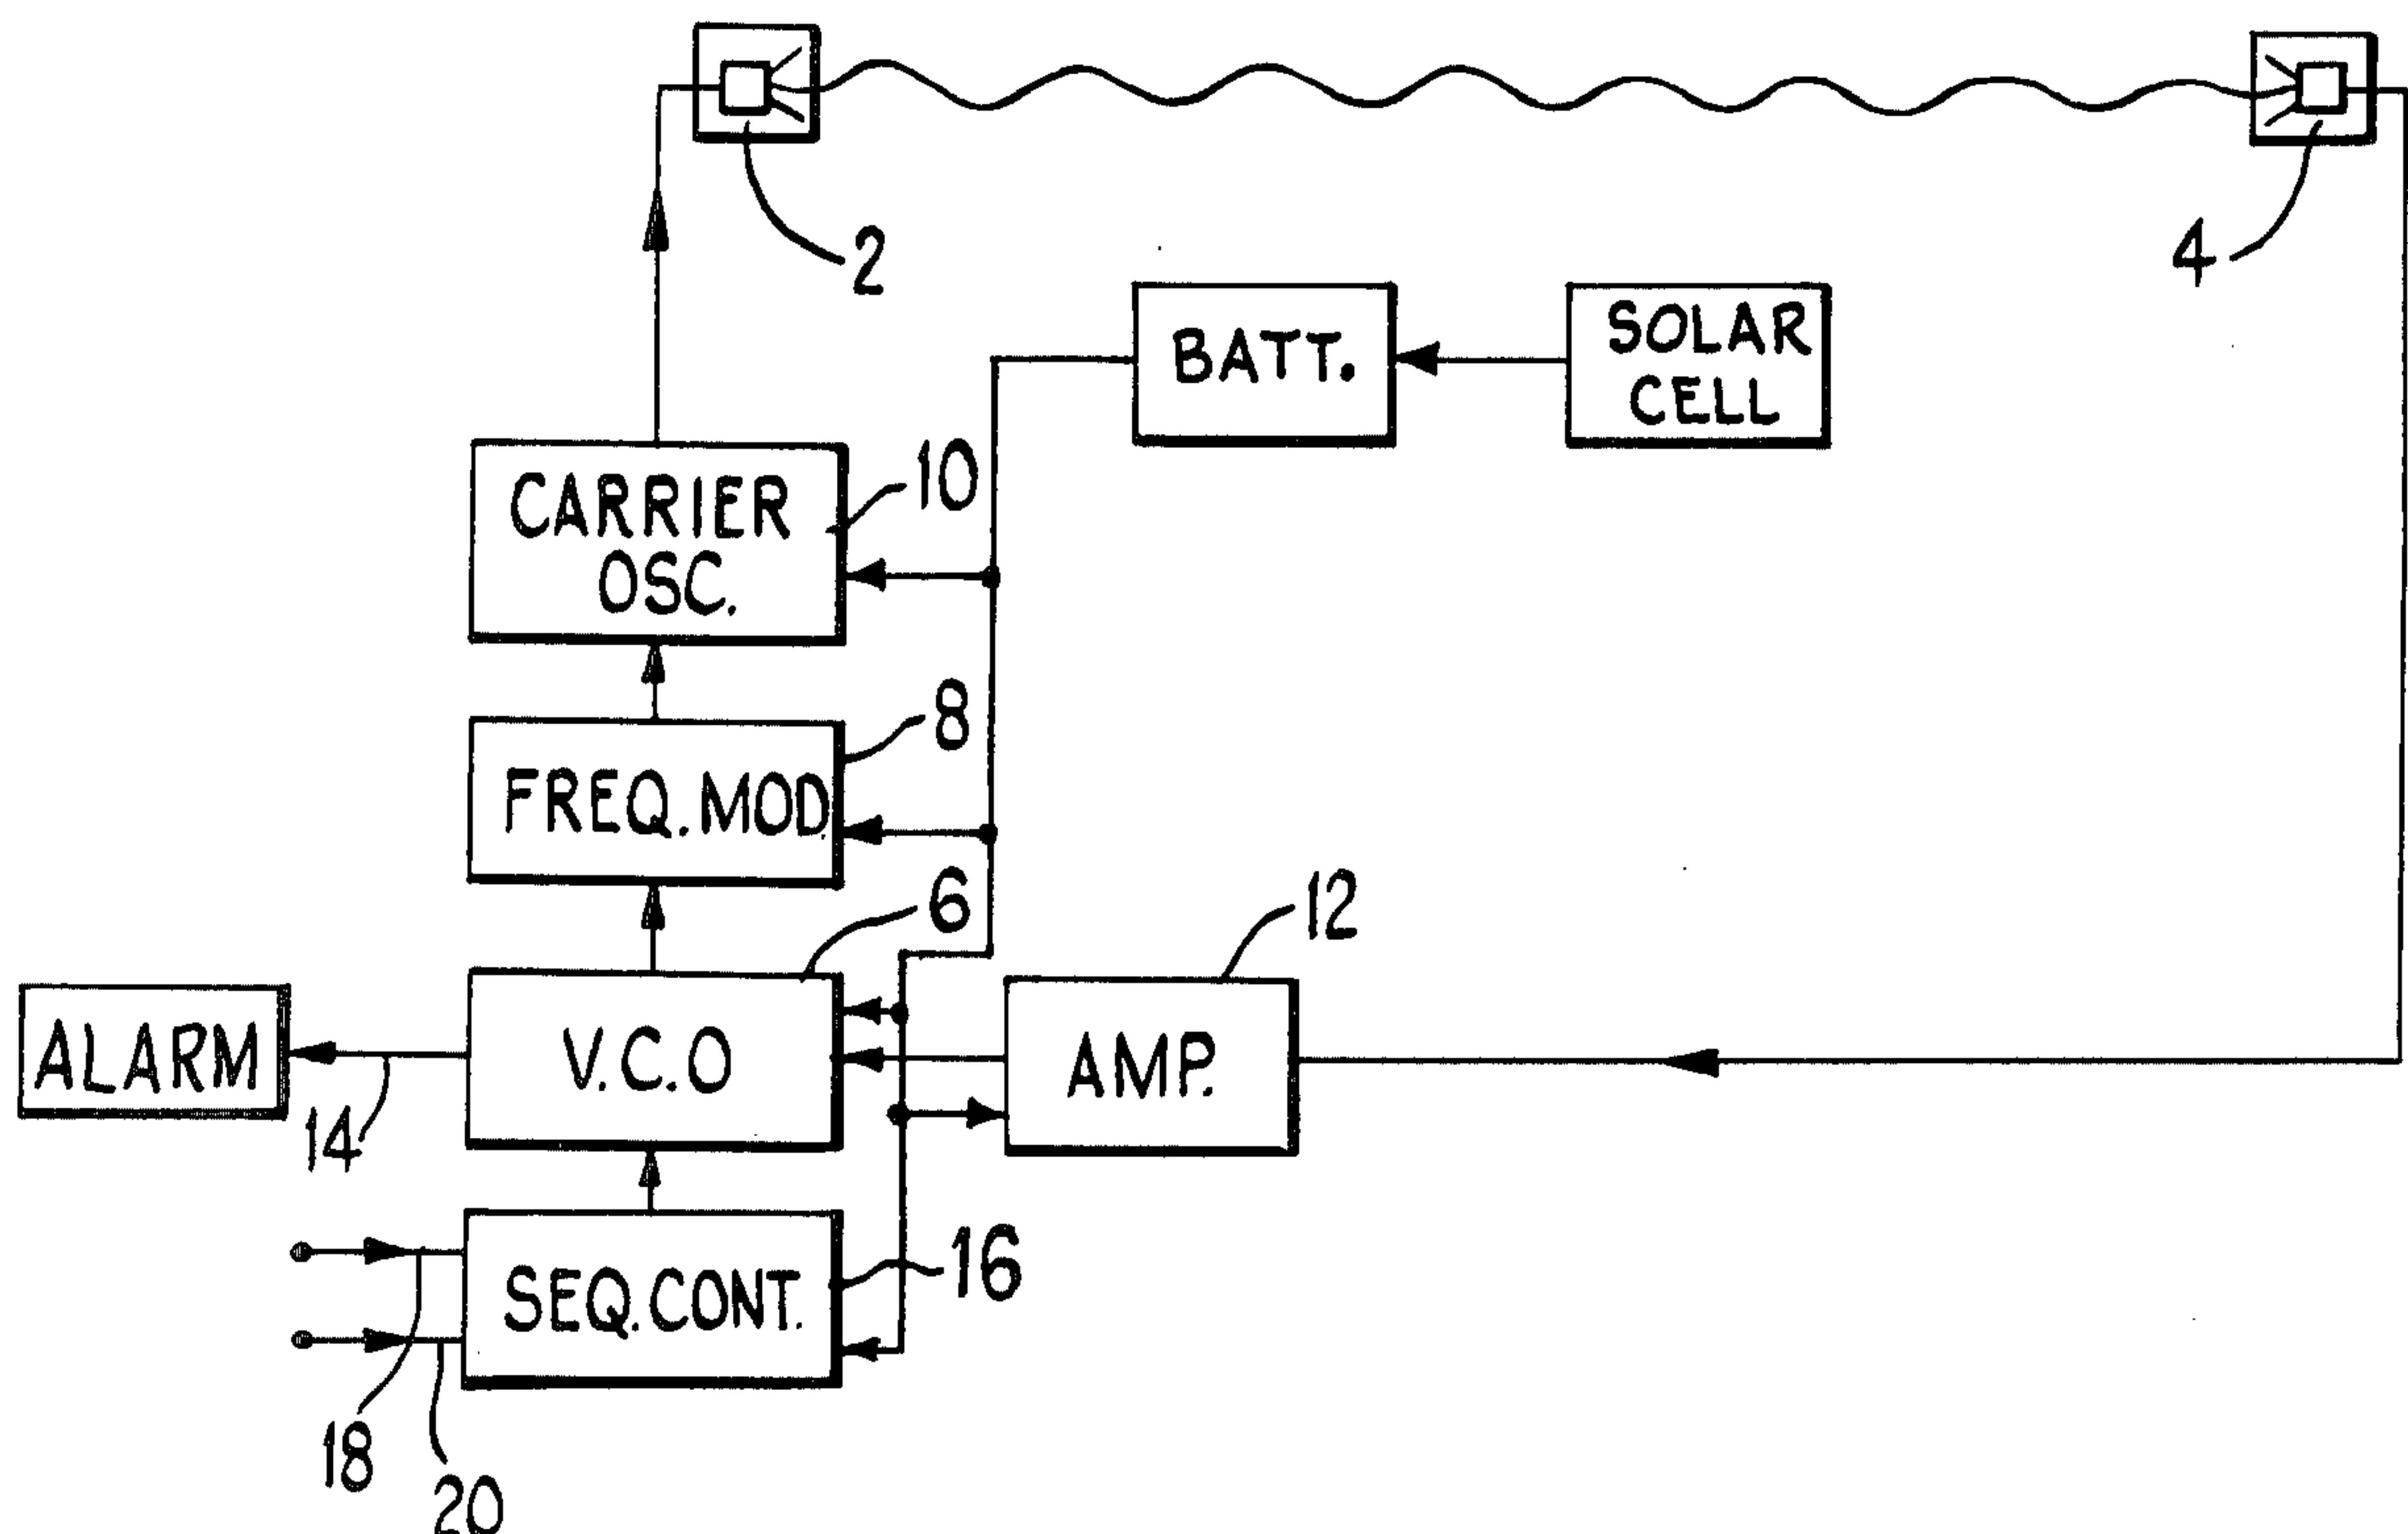 2
4
BATT.
SOLAR
CELL
CARRIER
OSC.
10
FREQ. MOD.
8
6
12
ALARM
14
V.C.O
AMP.
SEQ. CONT.
16
18
20